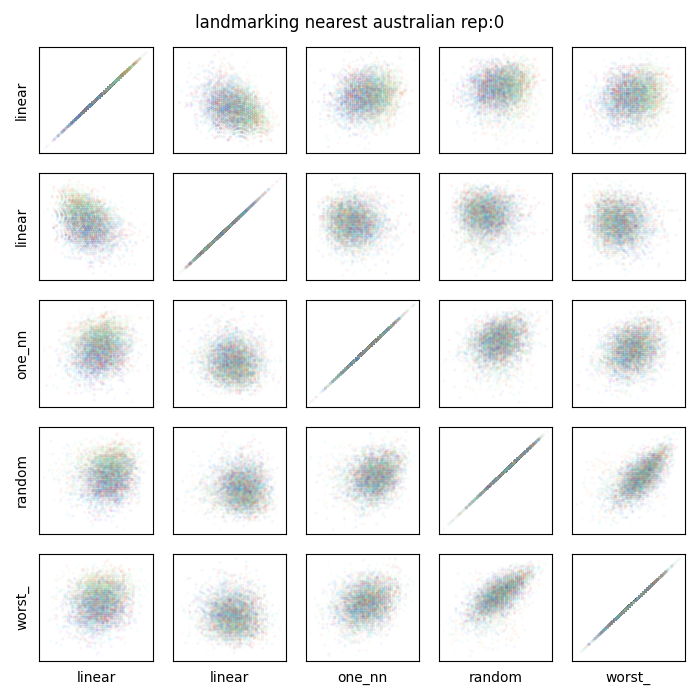 landmarking nearest australian rep:0
linear
linear
one_nn
random
worst_
linear
linear
one_nn
random
worst_